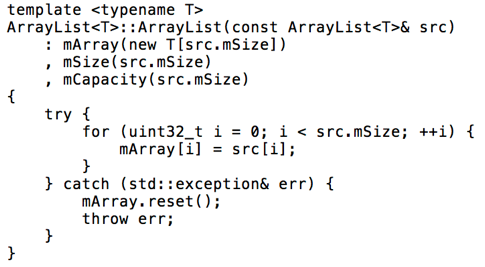 template <typename T>
ArrayList<T>::ArrayList(const ArrayList<T>& src)
    : mArray(new T[src.mSize])
    , mSize(src.mSize)
    , mCapacity(src.mSize)
{
    try {
        for (uint32_t i = 0; i < src.mSize; ++i) {
            mArray[i] = src[i];
        }
    } catch (std::exception& err) {
        mArray.reset();
        throw err;
    }
}